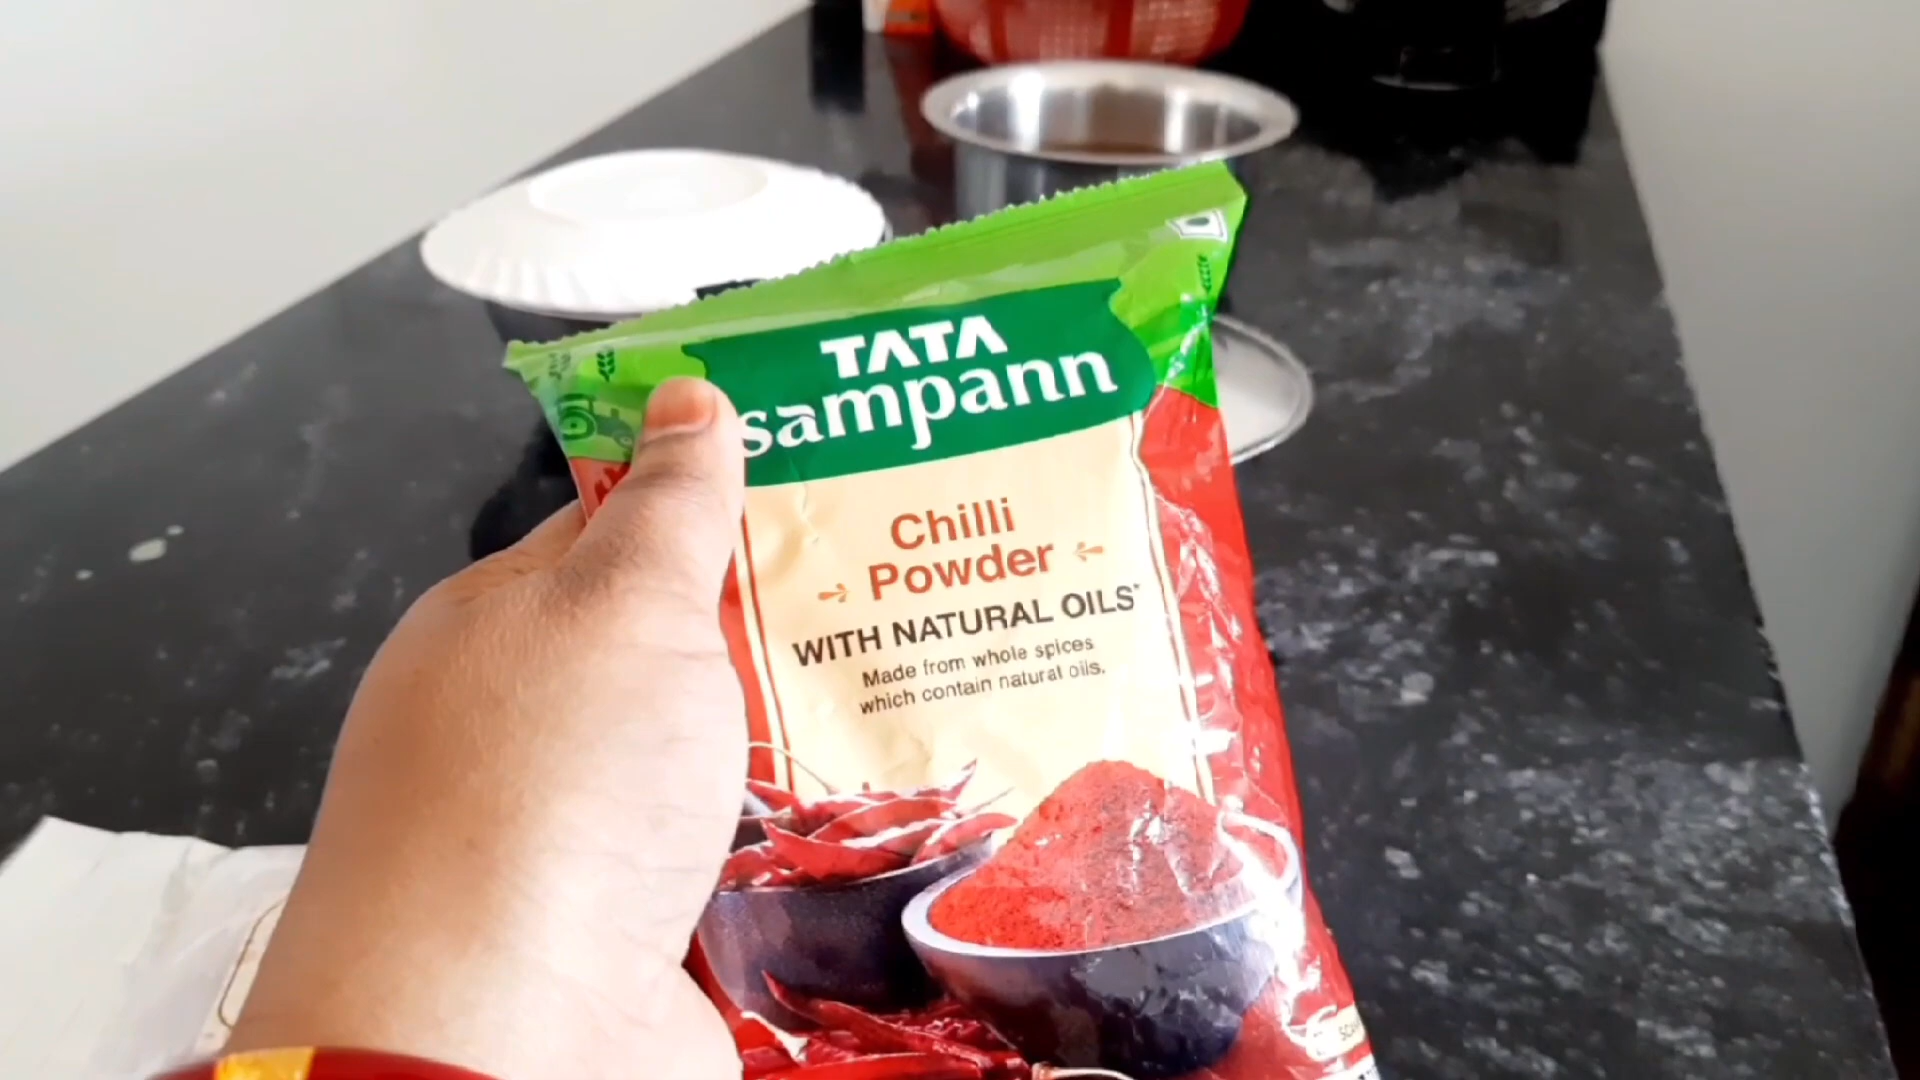 TATA
sampann
Chilli
Powder
WITH NATURAL OILS*
Made from whole spices
which contain natural oils.